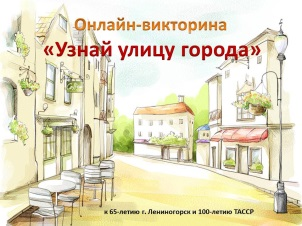 Онлайн-викторина
«Узнай улицу города»
к 65-летию г. Лениногорск и 100-летию ТАССР